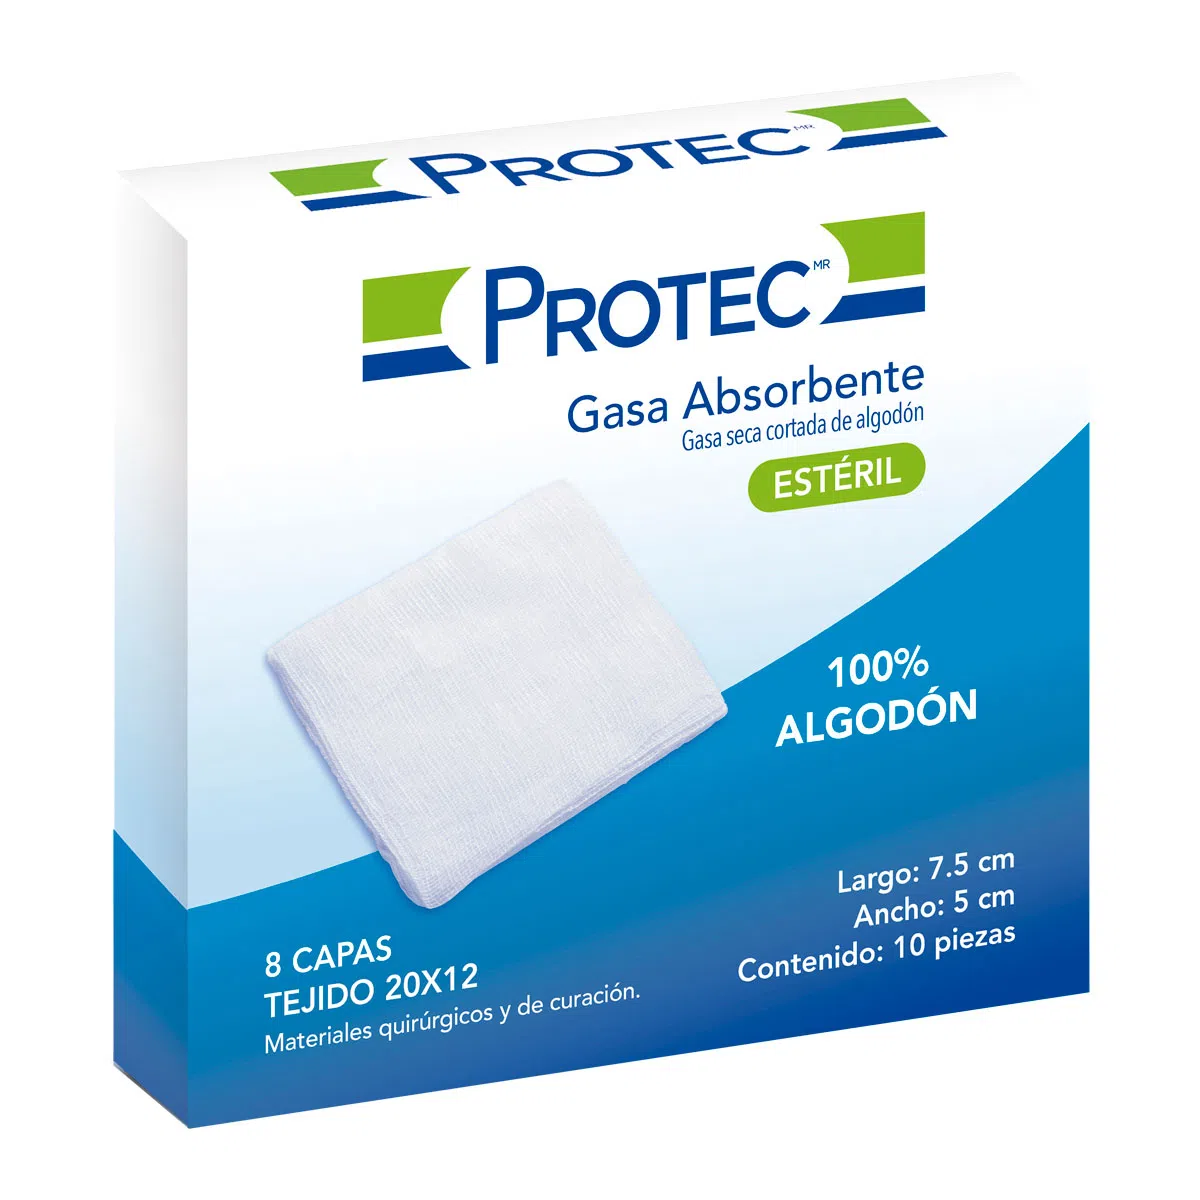 PROTEC MR
PROTEC MR
Gasa Absorbente
Gasa seca cortada de algodón
ESTÉRIL
100%
ALGODÓN
Largo: 7.5 cm
Ancho: 5 cm
Contenido: 10 piezas
8 CAPAS
TEJIDO 20X12
Materiales quirúrgicos y de curación.